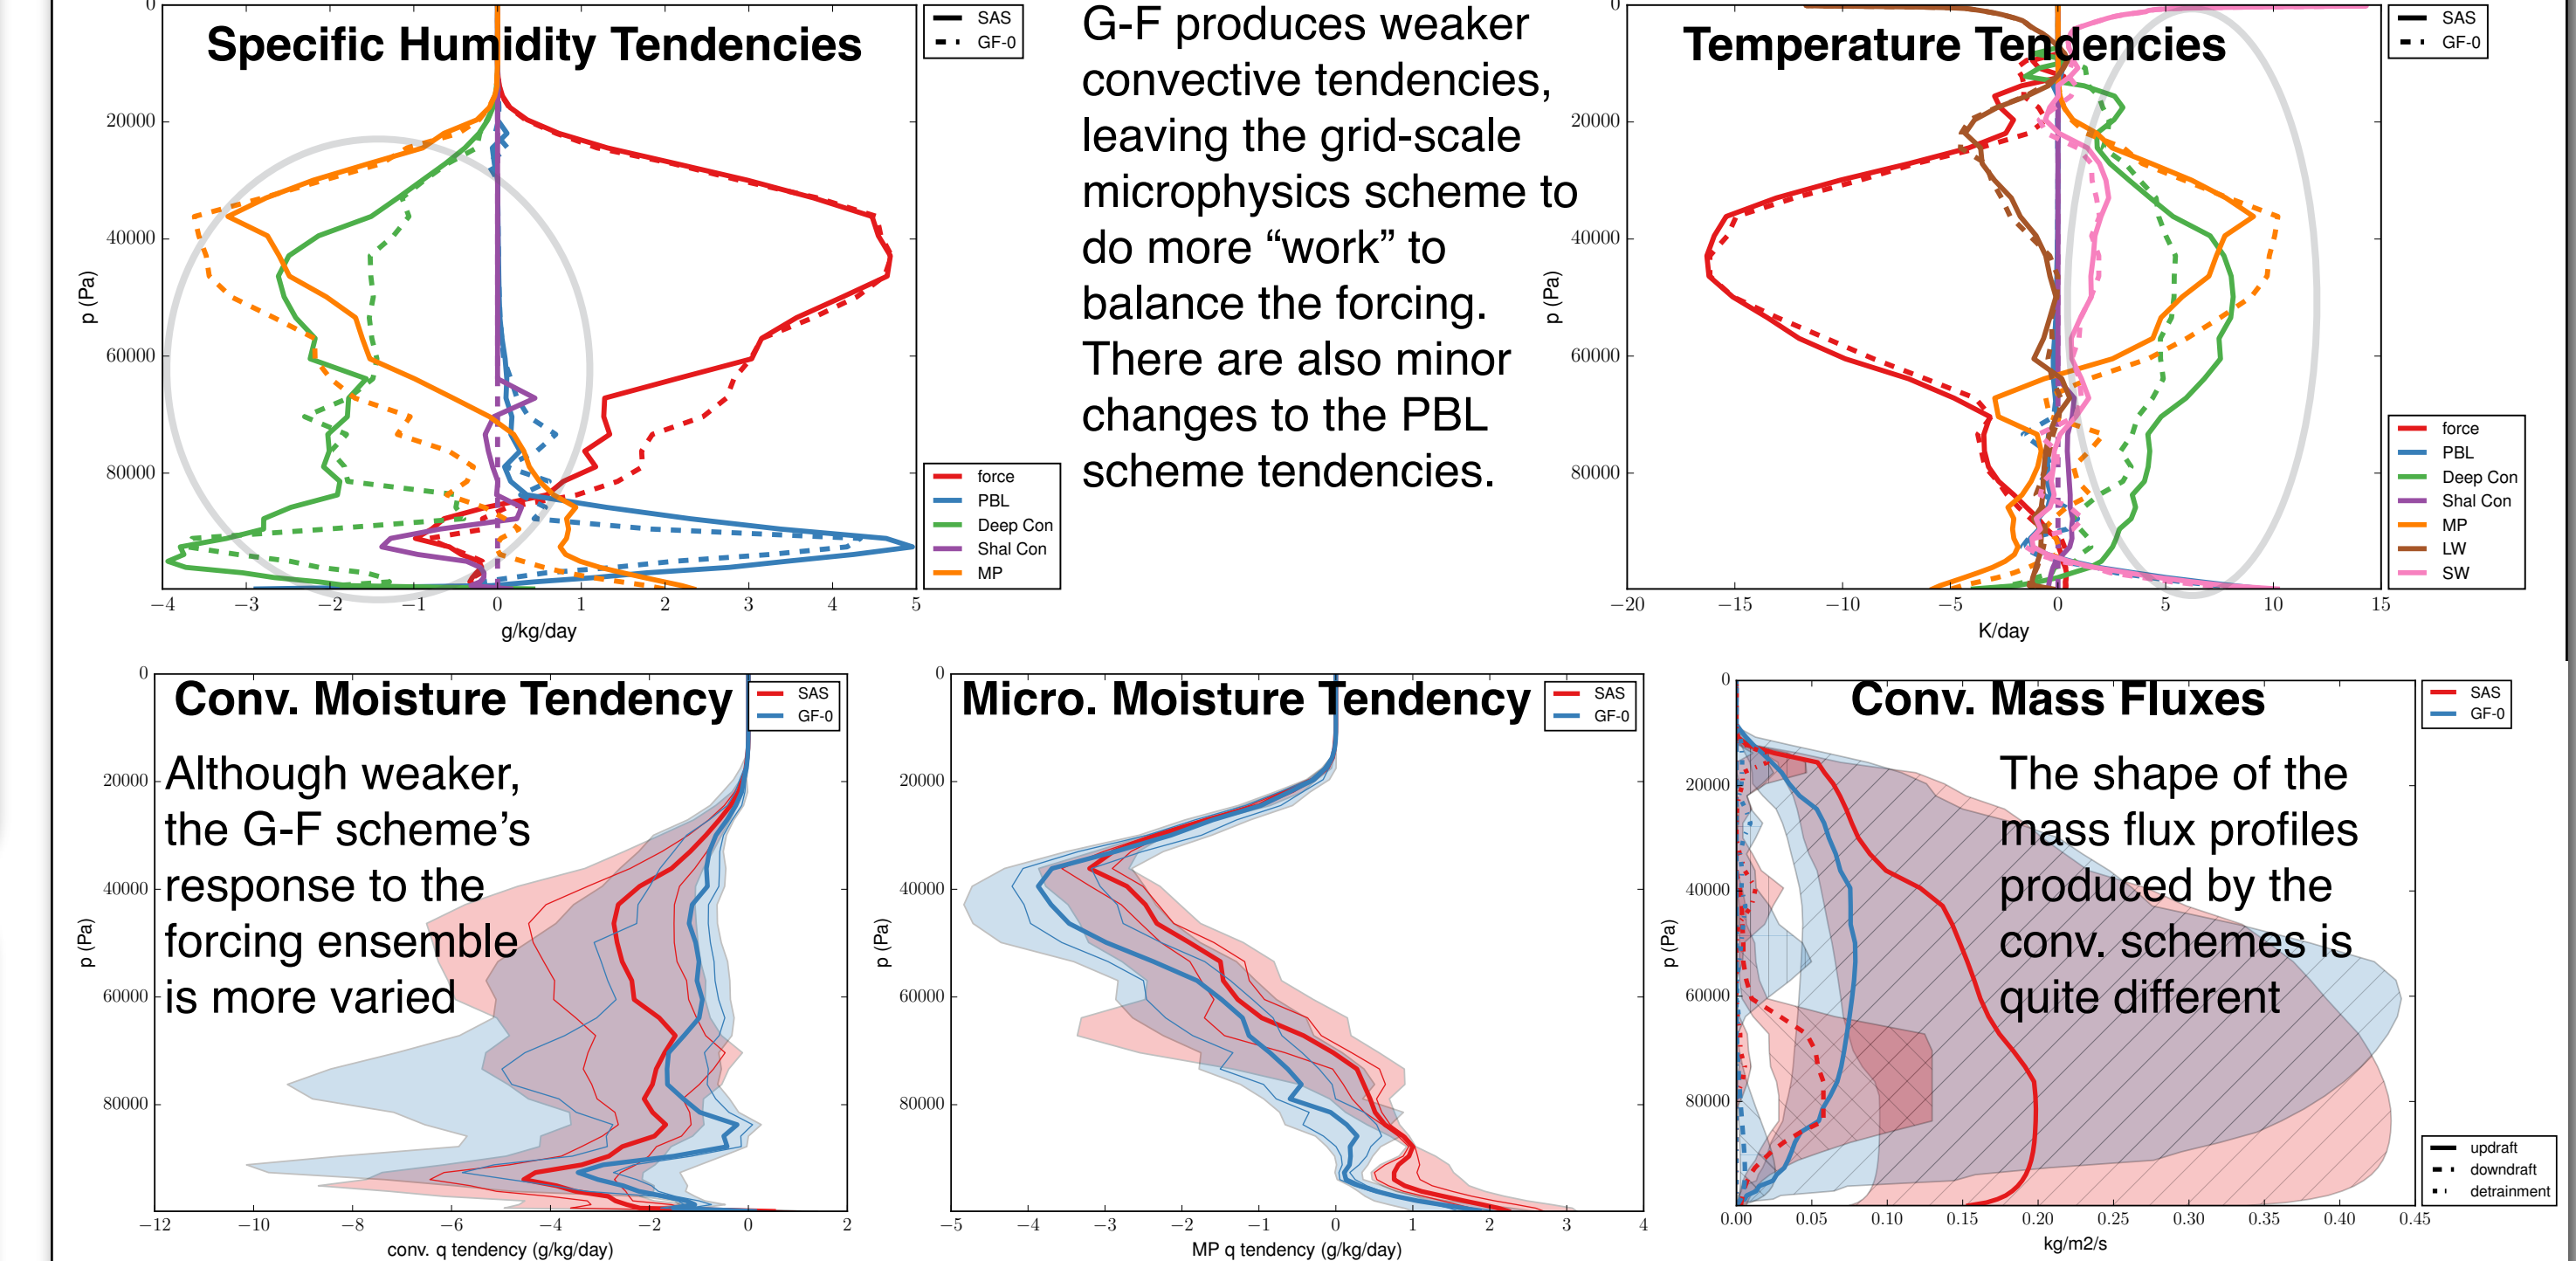 Specific Humidity Tendencies
0
20000
40000
60000
80000
p (Pa)
−4 −3 −2 −1 0 1 2 3 4 5
g/kg/day
SAS
GF-0
force
PBL
Deep Con
Shal Con
MP
G-F produces weaker
convective tendencies,
leaving the grid-scale
microphysics scheme to
do more “work” to
balance the forcing.
There are also minor
changes to the PBL
scheme tendencies.
Temperature Tendencies
0
20000
40000
60000
80000
p (Pa)
−20 −15 −10 −5 0 5 10 15
K/day
SAS
GF-0
force
PBL
Deep Con
Shal Con
MP
LW
SW
Conv. Moisture Tendency
SAS
GF-0
Although weaker,
the G-F scheme’s
response to the
forcing ensemble
is more varied
0
20000
40000
60000
80000
p (Pa)
−12 −10 −8 −6 −4 −2 0 2
conv. q tendency (g/kg/day)
Micro. Moisture Tendency
SAS
GF-0
0
20000
40000
60000
80000
p (Pa)
−5 −4 −3 −2 −1 0 1 2 3 4
MP q tendency (g/kg/day)
Conv. Mass Fluxes
SAS
GF-0
The shape of the
mass flux profiles
produced by the
conv. schemes is
quite different
0
20000
40000
60000
80000
p (Pa)
0.00 0.05 0.10 0.15 0.20 0.25 0.30 0.35 0.40 0.45
kg/m2/s
updraft
downdraft
detrainment